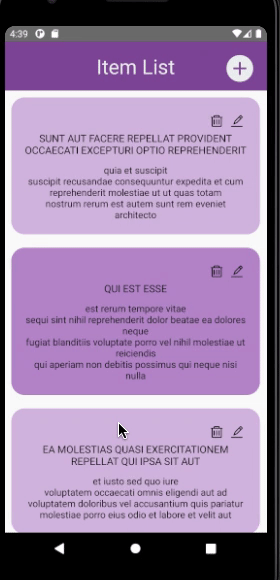 4:39
Item List
SUNT AUT FACERE REPELLAT PROVIDENT
OCCAECATI EXCEPTURI OPTIO REPREHENDERIT
quia et suscipit
suscipit recusandae consequuntur expedita et cum
reprehenderit molestiae ut ut quas totam
nostrum rerum est autem sunt rem eveniet
architecto
QUI EST ESSE
est rerum tempore vitae
sequi sint nihil reprehenderit dolor beatae ea dolores
neque
fugiat blanditiis voluptate porro vel nihil molestiae ut
reiciendis
qui aperiam non debitis possimus qui neque nisi
nulla
EA MOLESTIAS QUASI EXERCITATIONEM
REPELLAT QUI IPSA SIT AUT
et iusto sed quo iure
voluptatem occaecati omnis eligendi aut ad
voluptatem doloribus vel accusantium quis pariatur
molestiae porro eius odio et labore et velit aut